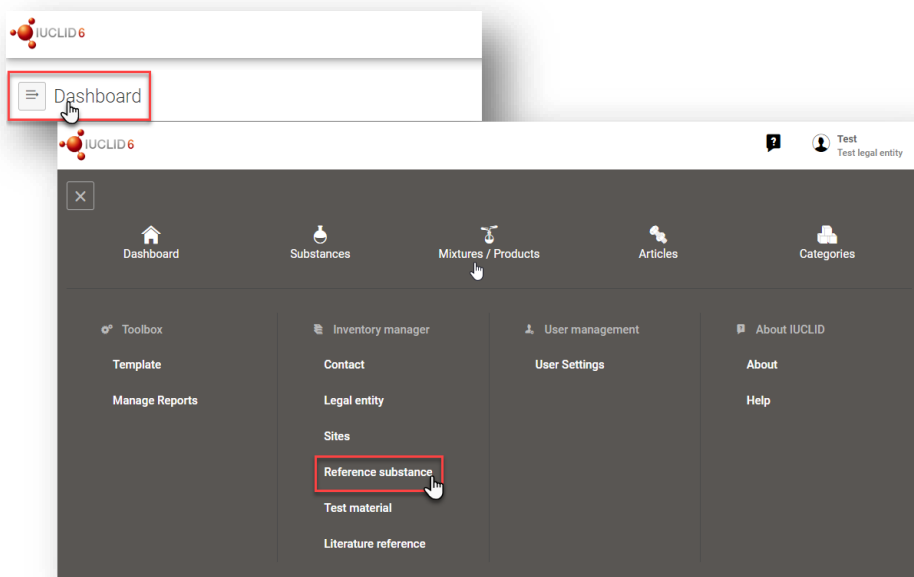 IUCLID 6
Dashboard
IUCLID 6
Test
Test legal entity
Dashboard
Substances
Mixtures / Products
Articles
Categories
Toolbox
Template
Manage Reports
Inventory manager
Contact
Legal entity
Sites
Reference substance
Test material
Literature reference
User management
User Settings
About IUCLID
About
Help